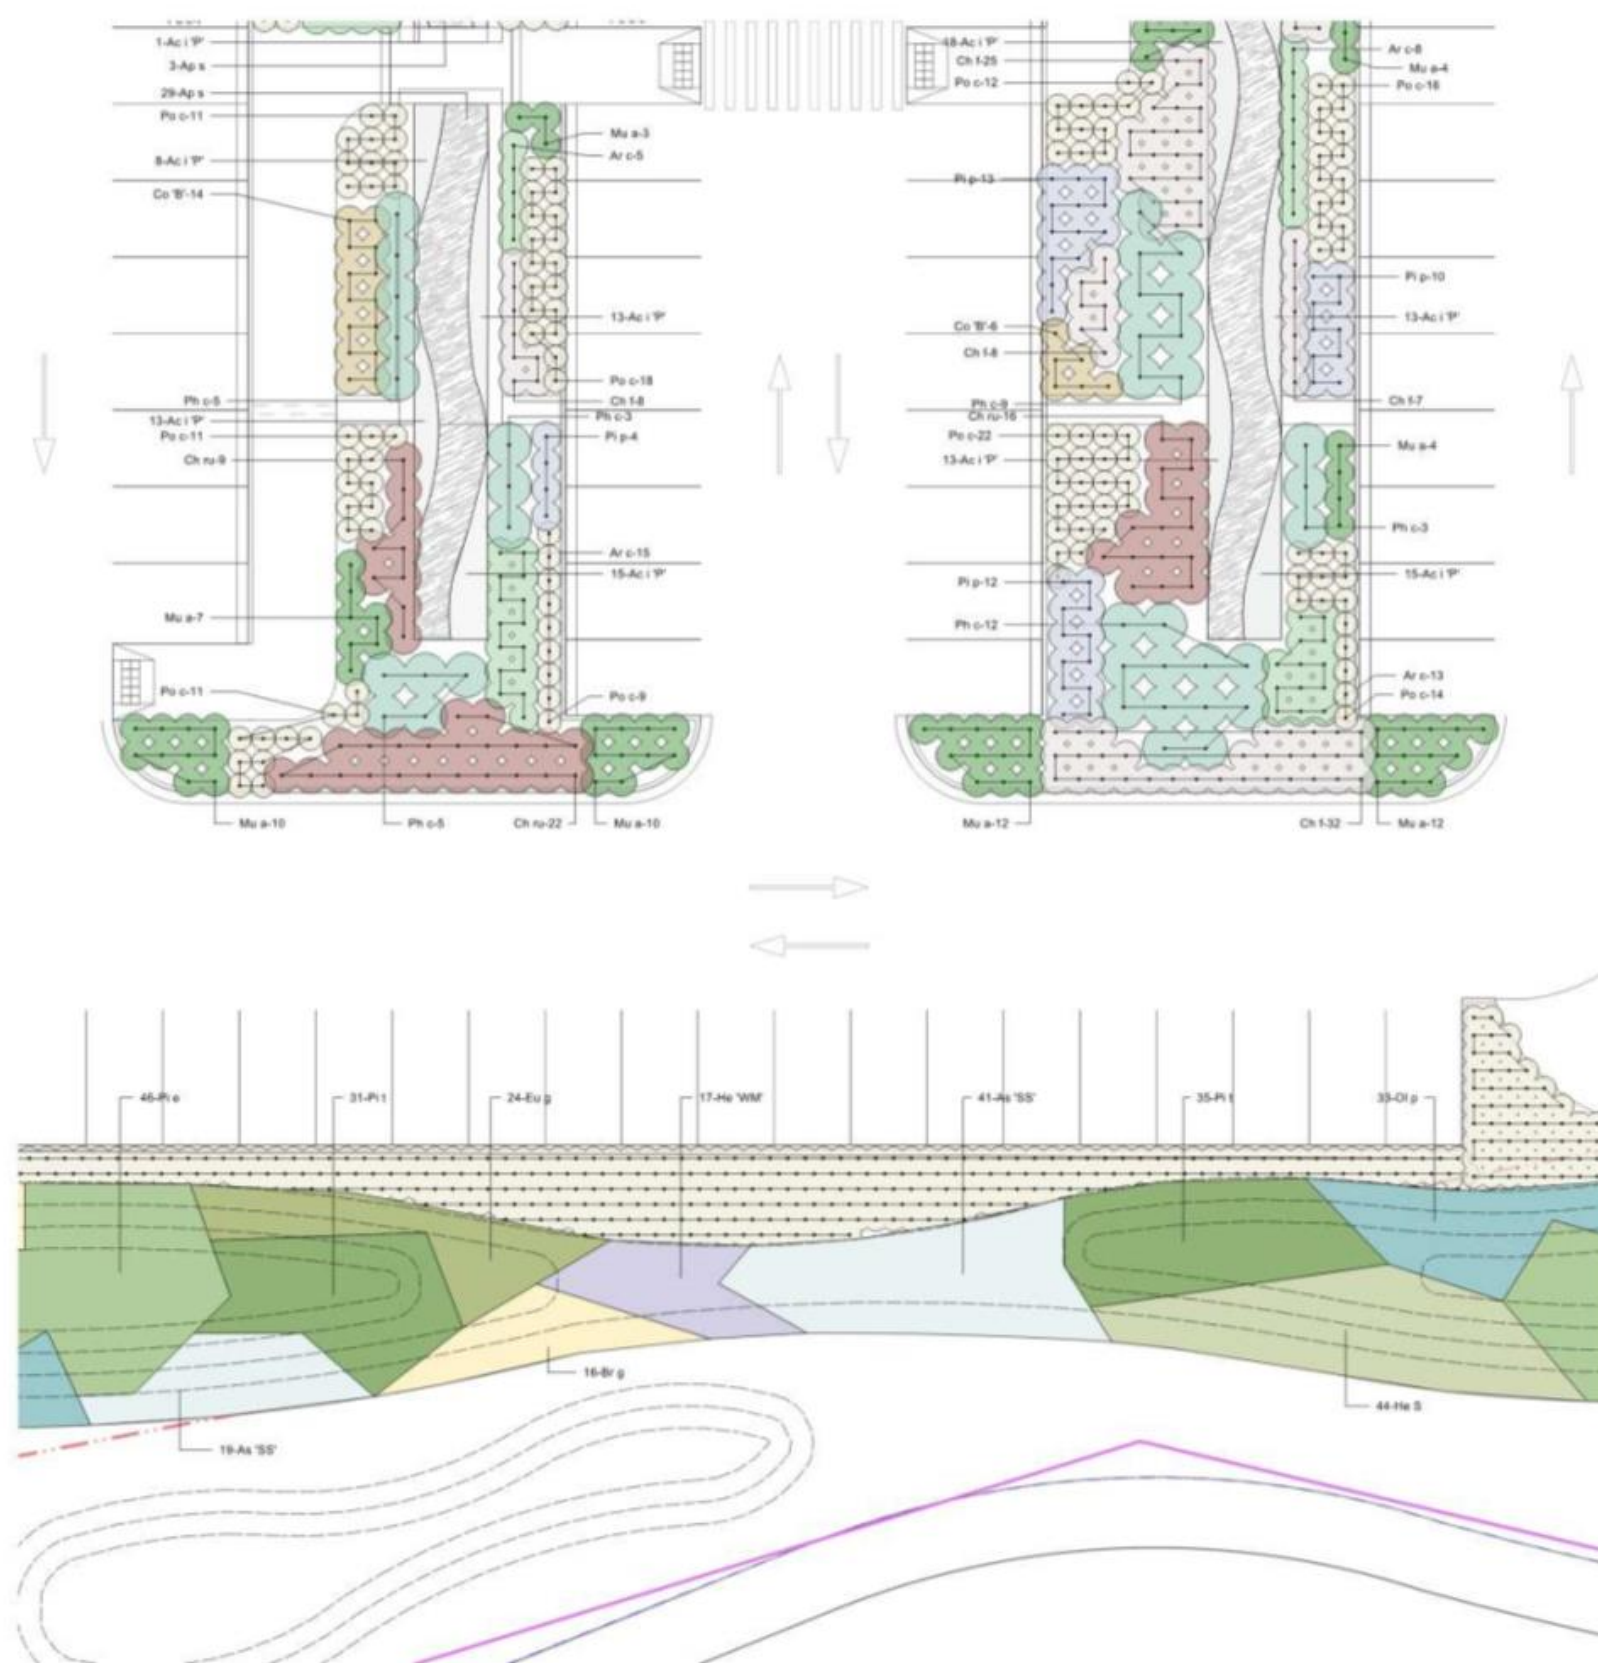 1-Ac i 'P'
3-Ap s
29-Ap s
Po c-11
8-Ac i 'P'
Co 'B'-14
Mu a-3
Ar c-5
13-Ac i 'P'
Po c-18
Ch f-8
Ph c-5
Ph c-3
13-Ac i 'P'
Po c-11
Pi p-4
Ch ru-9
Ar c-15
15-Ac i 'P'
Mu a-7
Po c-11
Po c-9
Mu a-10
Ph c-5
Ch ru-22
Mu a-10
18-Ac i 'P'
Ch f-25
Po c-12
Ar c-8
Mu a-4
Po c-16
Pi p-13
Pi p-10
13-Ac i 'P'
Co 'B'-6
Ch f-8
Ph c-9
Ch f-7
Ch ru-16
Po c-22
13-Ac i 'P'
Mu a-4
Ph c-3
Pi p-12
15-Ac i 'P'
Ph c-12
Ar c-13
Po c-14
Mu a-12
Ch f-32
Mu a-12
46-Pi e
31-Pi t
24-Eu g
17-He 'WM'
41-As 'SS'
35-Pi t
33-Ol p
16-Br g
44-He S
19-As 'SS'